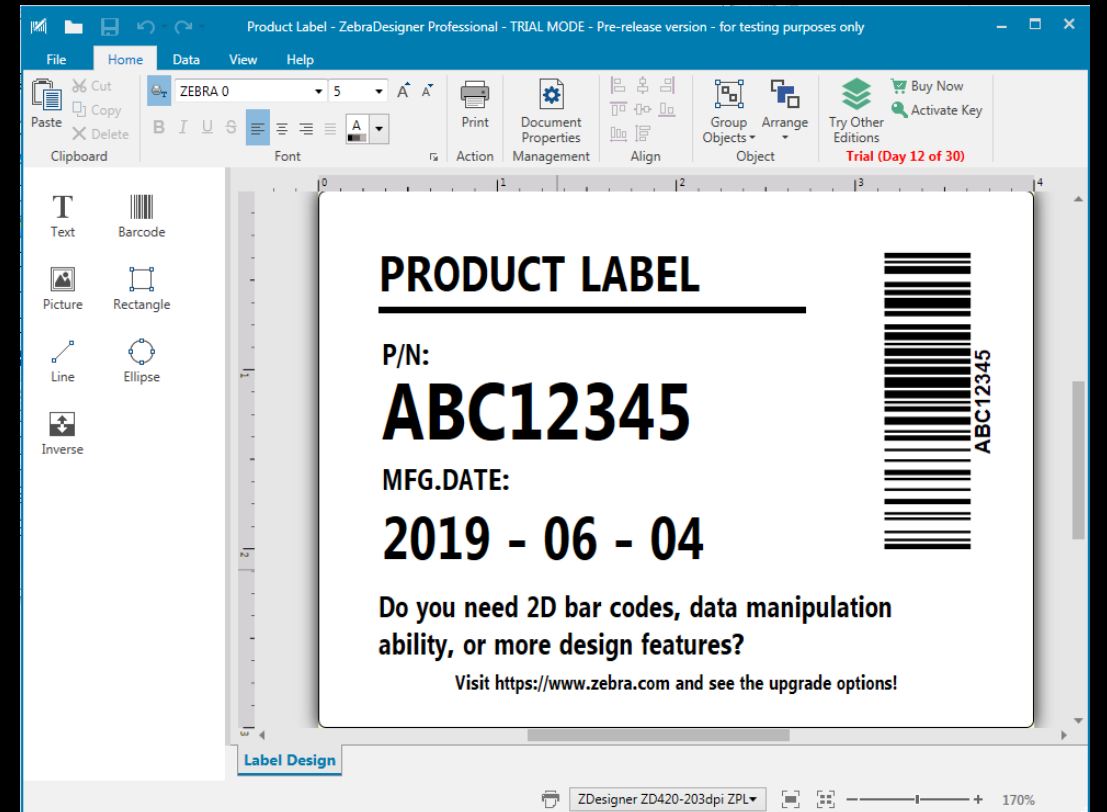 Product Label - ZebraDesigner Professional - TRIAL MODE - Pre-release version - for testing purposes only
File Home Data View Help
Paste
Cut
Copy
Delete
Clipboard
ZEBRA 0 5 A A
B I U S A
Font
Print
Action
Document
Properties
Management
Align
Group
Objects
Arrange
Object
Try Other
Editions
Buy Now
Activate Key
Trial (Day 12 of 30)
T
Text Barcode
Picture Rectangle
Line Ellipse
Inverse
0 1 2 3 4
1
2
3
PRODUCT LABEL
P/N:
ABC12345
MFG.DATE:
2019 - 06 - 04
Do you need 2D bar codes, data manipulation
ability, or more design features?
Visit https://www.zebra.com and see the upgrade options!
ABC12345
Label Design
ZDesigner ZD420-203dpi ZPL 170%